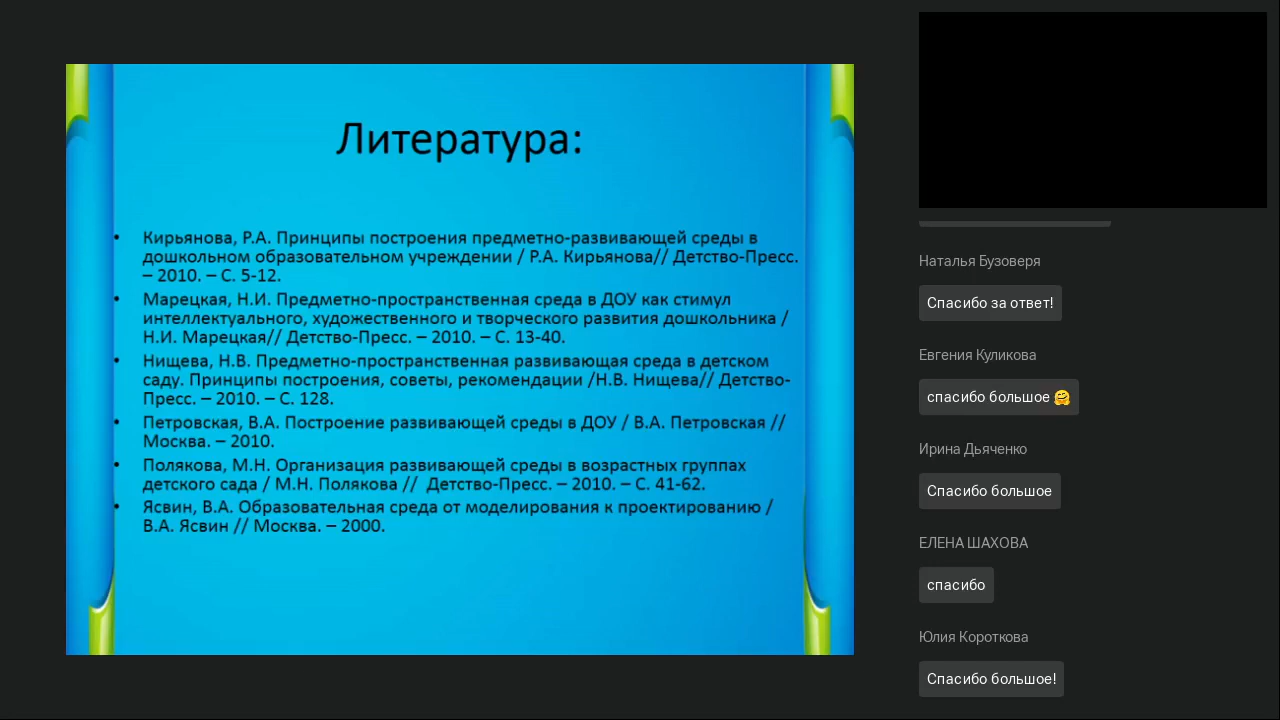 Литература:
• Кирьянова, Р.А. Принципы построения предметно-развивающей среды в
дошкольном образовательном учреждении / Р.А. Кирьянова// Детство-Пресс.
– 2010. – С. 5-12.
• Марецкая, Н.И. Предметно-пространственная среда в ДОУ как стимул
интеллектуального, художественного и творческого развития дошкольника /
Н.И. Марецкая// Детство-Пресс. – 2010. – С. 13-40.
• Нищева, Н.В. Предметно-пространственная развивающая среда в детском
саду. Принципы построения, советы, рекомендации /Н.В. Нищева// Детство-
Пресс. – 2010. – С. 128.
• Петровская, В.А. Построение развивающей среды в ДОУ / В.А. Петровская //
Москва. – 2010.
• Полякова, М.Н. Организация развивающей среды в возрастных группах
детского сада / М.Н. Полякова //  Детство-Пресс. – 2010. – С. 41-62.
• Ясвин, В.А. Образовательная среда от моделирования к проектированию /
В.А. Ясвин // Москва. – 2000.
Наталья Бузоверя
Спасибо за ответ!
Евгения Куликова
спасибо большое 🤗
Ирина Дьяченко
Спасибо большое
ЕЛЕНА ШАХОВА
спасибо
Юлия Короткова
Спасибо большое!